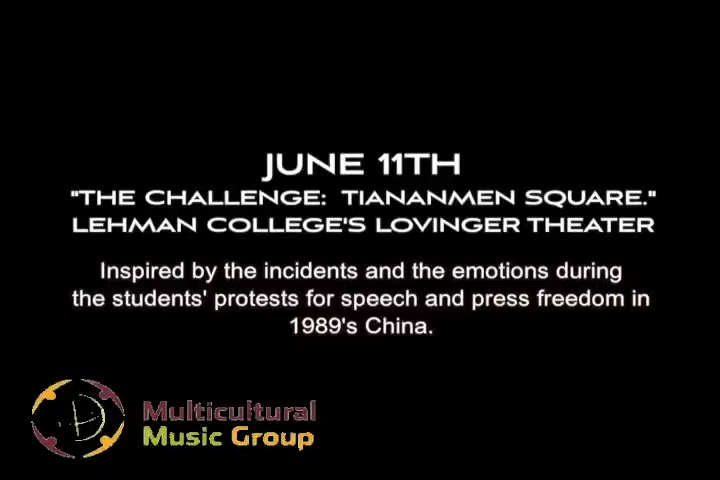 JUNE 11TH
"THE CHALLENGE: TIANANMEN SQUARE."
LEHMAN COLLEGE'S LOVINGER THEATER
Inspired by the incidents and the emotions during
the students' protests for speech and press freedom in
1989's China.
D
Multicultural
Music Group